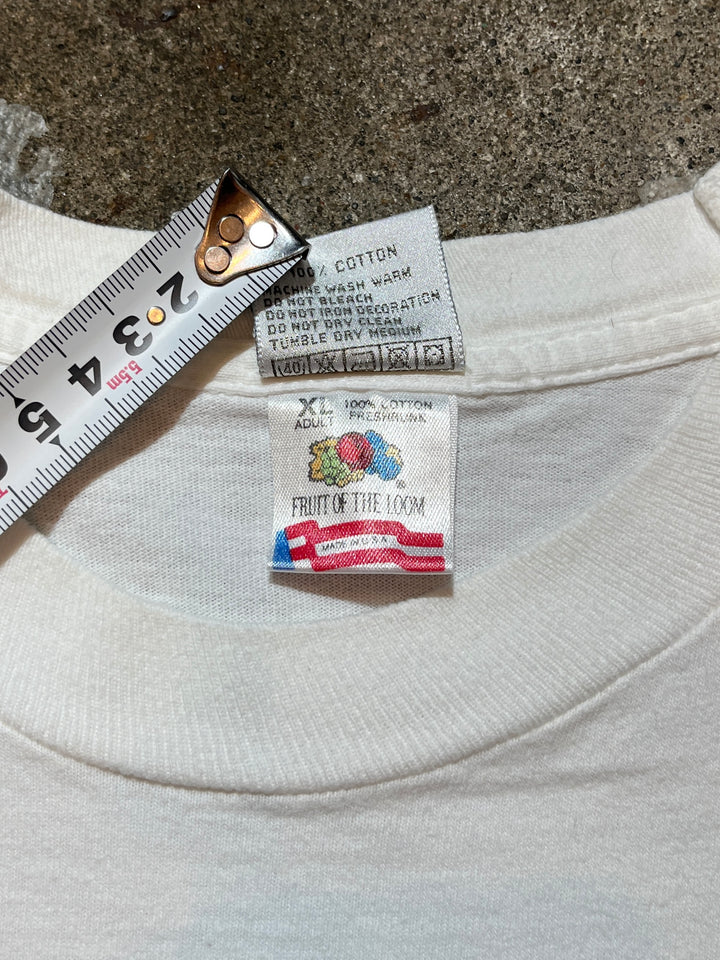 100% COTTON
MACHINE WASH WARM
DO NOT BLEACH
DO NOT IRON DECORATION
DO NOT DRY CLEAN
TUMBLE DRY MEDIUM
(40)
XL 100% COTTON
ADULT PRESHRUNK
®
FRUIT OF THE LOOM
MADE IN U.S.A.
2 3 4 5
5.5m